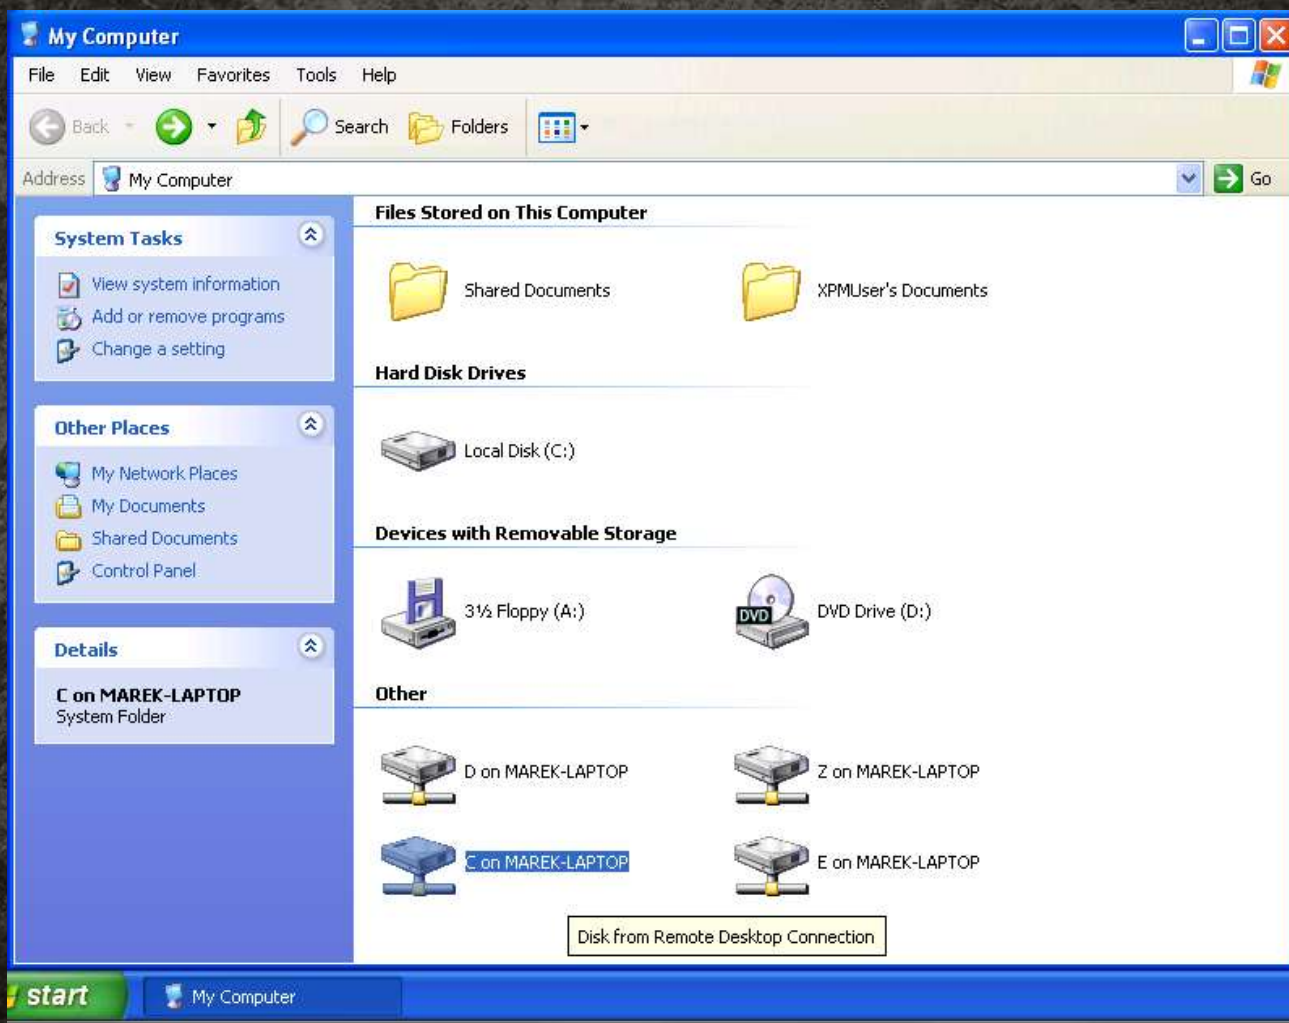 My Computer
File Edit View Favorites Tools Help
Back Search Folders
Address My Computer Go
System Tasks
View system information
Add or remove programs
Change a setting
Other Places
My Network Places
My Documents
Shared Documents
Control Panel
Details
C on MAREK-LAPTOP
System Folder
Files Stored on This Computer
Shared Documents XPMUser's Documents
Hard Disk Drives
Local Disk (C:)
Devices with Removable Storage
3½ Floppy (A:) DVD DVD Drive (D:)
Other
D on MAREK-LAPTOP Z on MAREK-LAPTOP
C on MAREK-LAPTOP E on MAREK-LAPTOP
Disk from Remote Desktop Connection
start My Computer